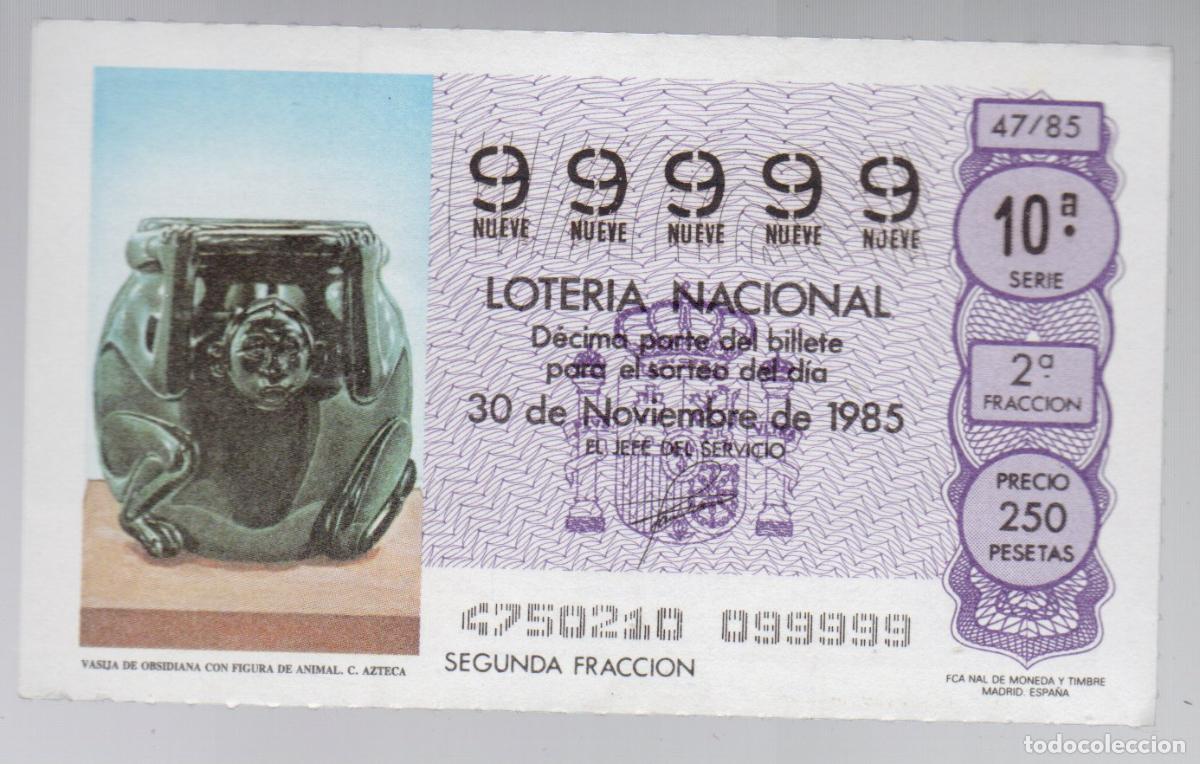 47/85
9 9 9 9 9
NUEVE NUEVE NUEVE NUEVE NUEVE
10ª
SERIE
LOTERIA NACIONAL
Décima parte del billete
para el sorteo del día
30 de Noviembre de 1985
EL JEFE DEL SERVICIO
2ª
FRACCION
PRECIO
250
PESETAS
4750210 099999
SEGUNDA FRACCION
VASIJA DE OBSIDIANA CON FIGURA DE ANIMAL. C. AZTECA
FCA NAL DE MONEDA Y TIMBRE
MADRID. ESPAÑA
todocoleccion